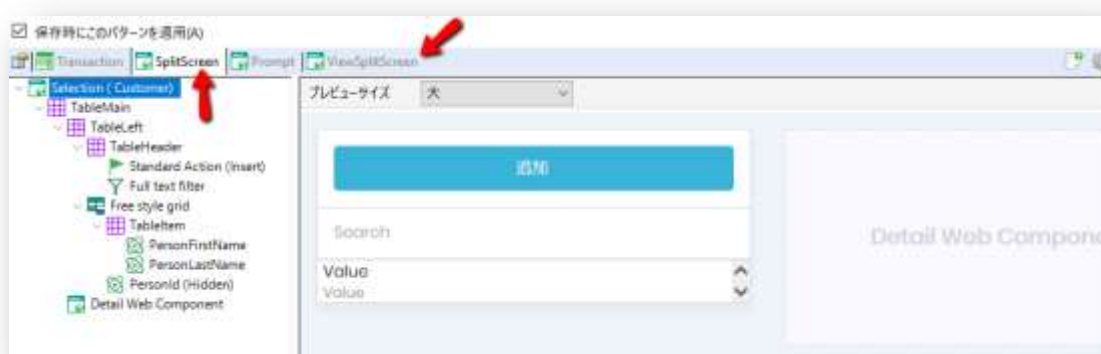 保存時にこのパターンを適用(A)
Transaction SplitScreen Prompt ViewSplitScreen
Selection ( Customer)
TableMain
TableLeft
TableHeader
Standard Action (Insert)
Full text filter
Free style grid
TableItem
PersonFirstName
PersonLastName
PersonId (Hidden)
Detail Web Component
プレビューサイズ 大
追加
Search
Value
Value
Detail Web Compon